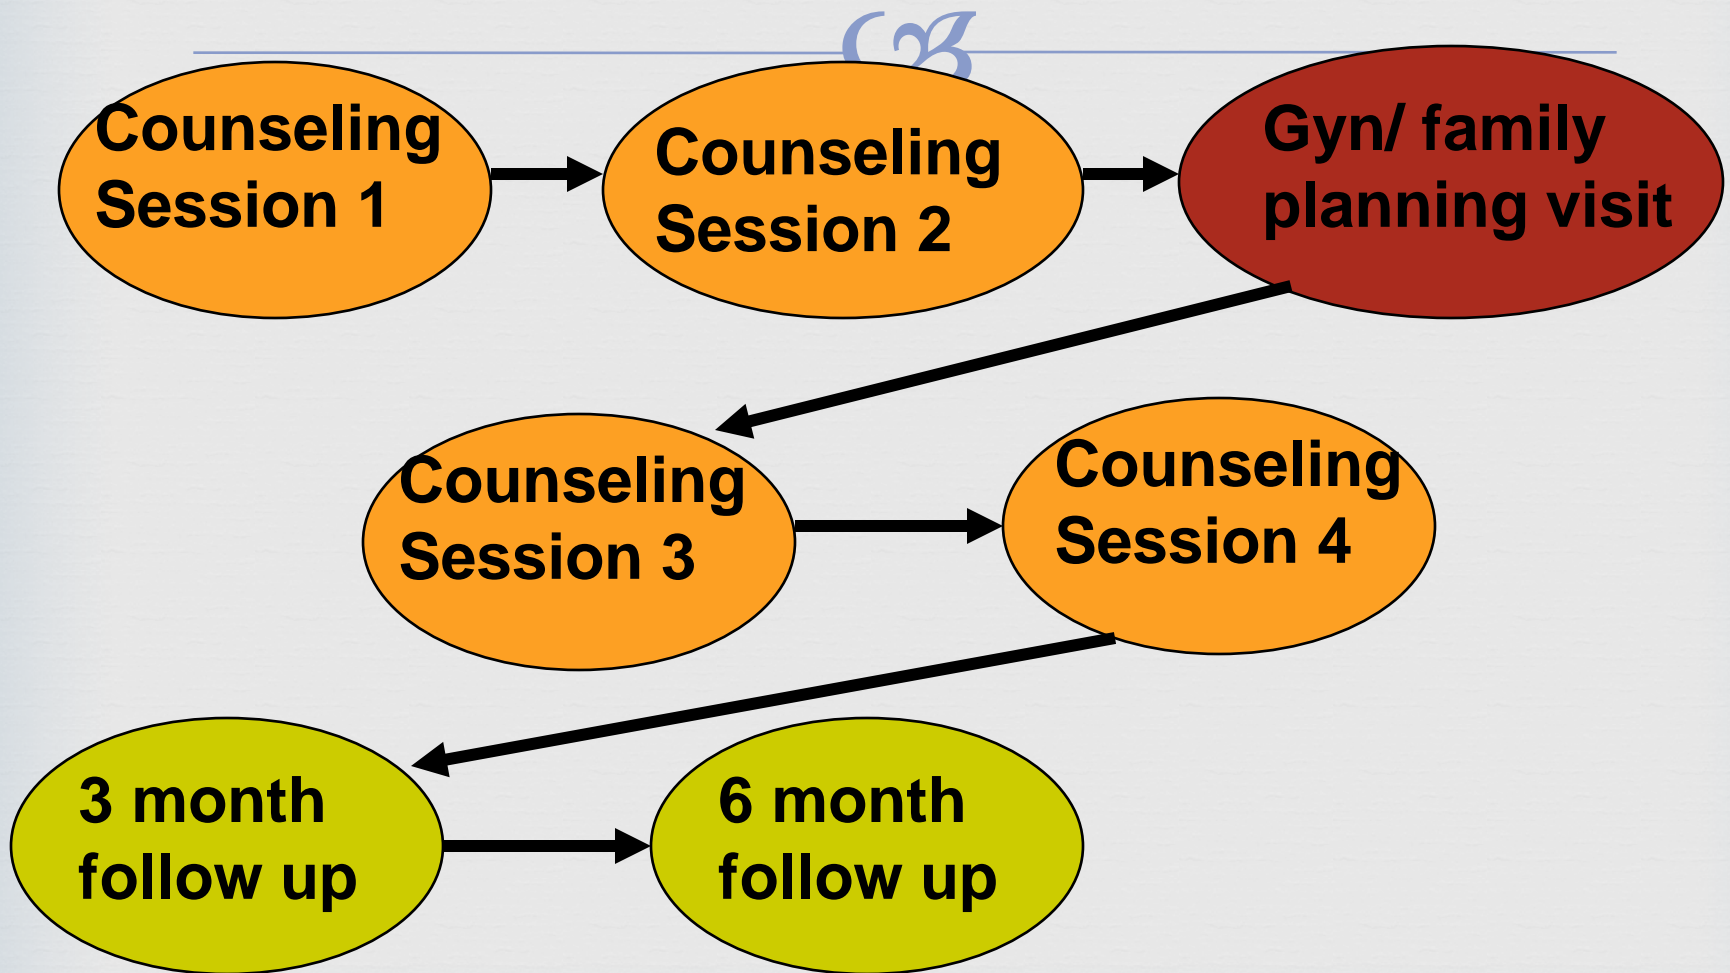 Counseling
Session 1
Counseling
Session 2
Gyn/ family
planning visit
Counseling
Session 3
Counseling
Session 4
3 month
follow up
6 month
follow up